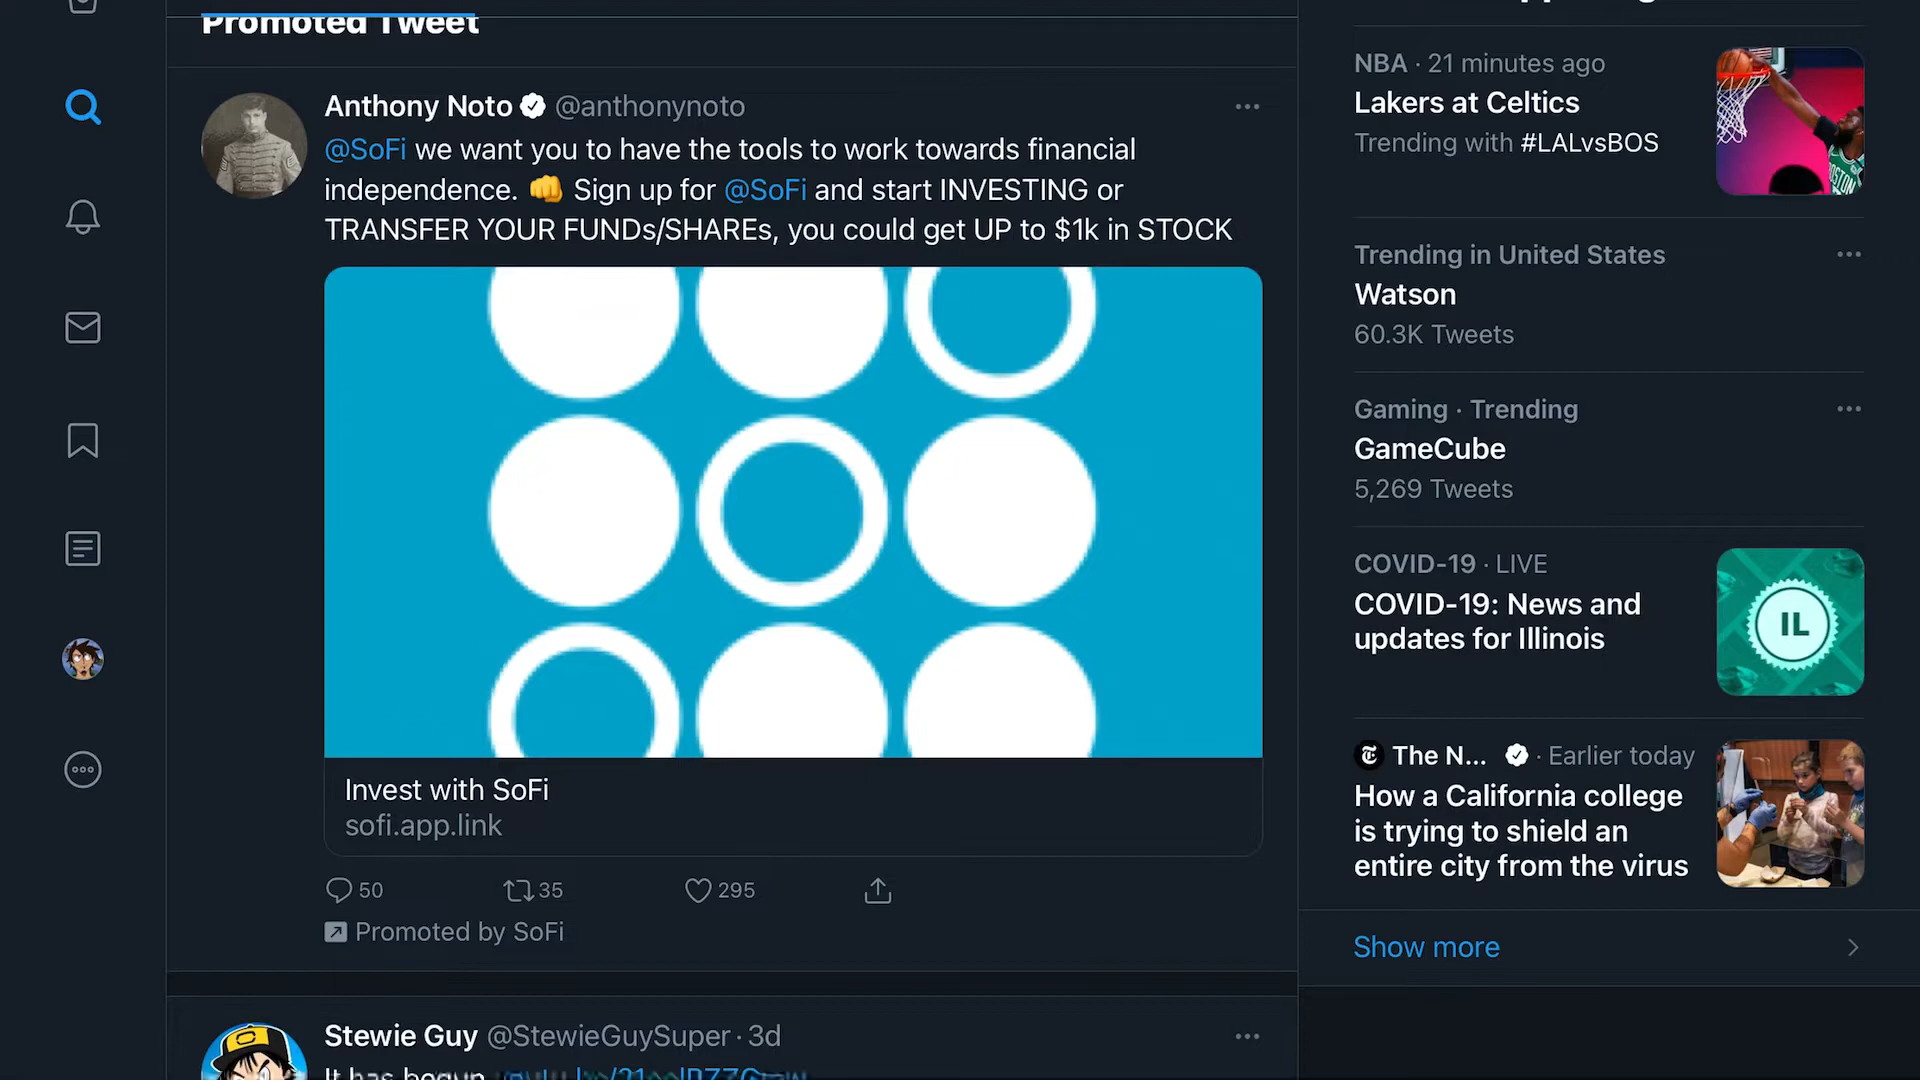 Promoted Tweet
Anthony Noto @anthonynoto
@SoFi we want you to have the tools to work towards financial
independence. 👊 Sign up for @SoFi and start INVESTING or
TRANSFER YOUR FUNDs/SHAREs, you could get UP to $1k in STOCK
Invest with SoFi
sofi.app.link
50 35 295
Promoted by SoFi
Stewie Guy @StewieGuySuper · 3d
It has begun
NBA · 21 minutes ago
Lakers at Celtics
Trending with #LALvsBOS
BOSTON
Trending in United States
Watson
60.3K Tweets
Gaming · Trending
GameCube
5,269 Tweets
COVID-19 · LIVE
COVID-19: News and
updates for Illinois
IL
The N... · Earlier today
How a California college
is trying to shield an
entire city from the virus
Show more